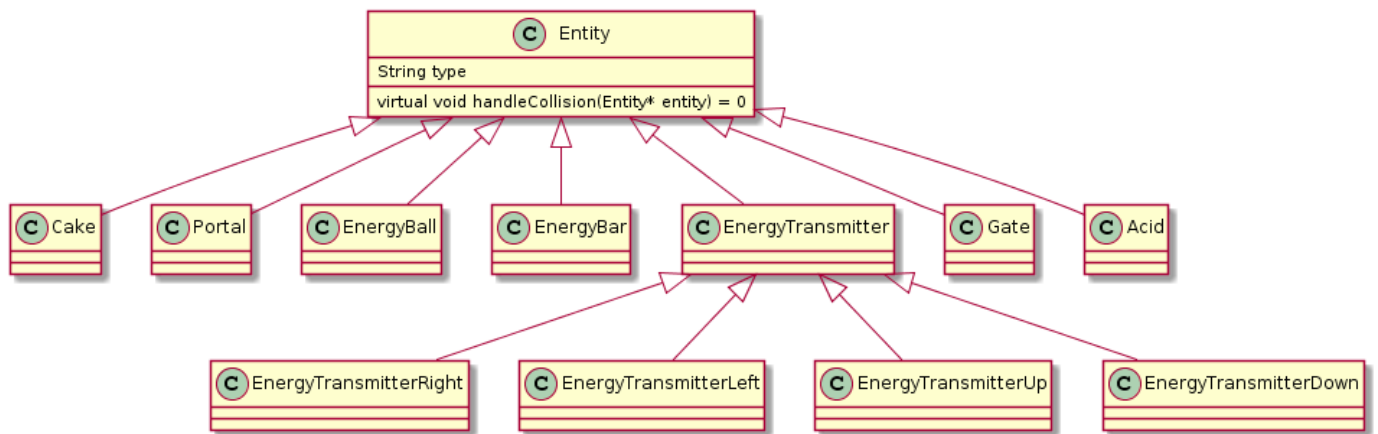 C Entity
String type
virtual void handleCollision(Entity* entity) = 0
C Cake
C Portal
C EnergyBall
C EnergyBar
C EnergyTransmitter
C Gate
C Acid
C EnergyTransmitterRight
C EnergyTransmitterLeft
C EnergyTransmitterUp
C EnergyTransmitterDown